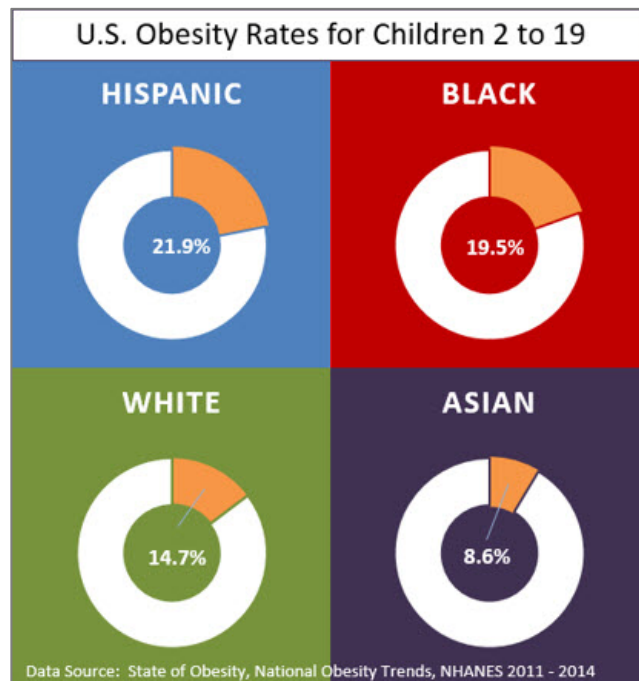 U.S. Obesity Rates for Children 2 to 19
HISPANIC
21.9%
BLACK
19.5%
WHITE
14.7%
ASIAN
8.6%
Data Source:  State of Obesity, National Obesity Trends, NHANES 2011 - 2014